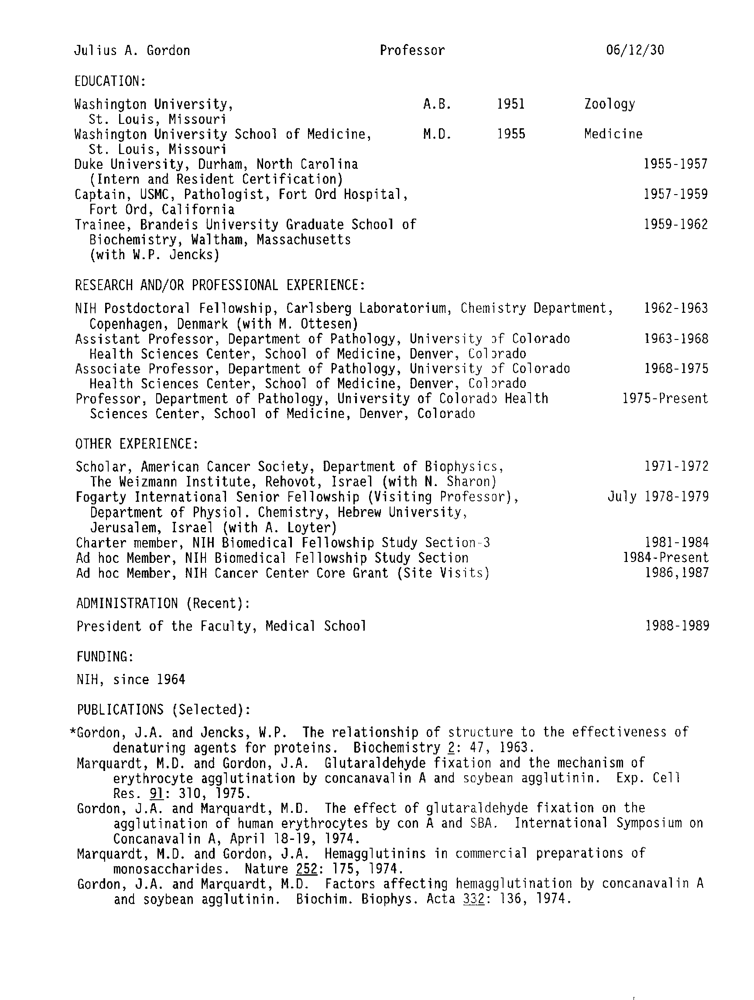 Julius A. Gordon Professor 06/12/30
EDUCATION:
Washington University, A.B. 1951 Zoology
St. Louis, Missouri
Washington University School of Medicine, M.D. 1955 Medicine
St. Louis, Missouri
Duke University, Durham, North Carolina 1955-1957
(Intern and Resident Certification)
Captain, USMC, Pathologist, Fort Ord Hospital, 1957-1959
Fort Ord, California
Trainee, Brandeis University Graduate School of 1959-1962
Biochemistry, Waltham, Massachusetts
(with W.P. Jencks)
RESEARCH AND/OR PROFESSIONAL EXPERIENCE:
NIH Postdoctoral Fellowship, Carlsberg Laboratorium, Chemistry Department, 1962-1963
Copenhagen, Denmark (with M. Ottesen)
Assistant Professor, Department of Pathology, University of Colorado 1963-1968
Health Sciences Center, School of Medicine, Denver, Colorado
Associate Professor, Department of Pathology, University of Colorado 1968-1975
Health Sciences Center, School of Medicine, Denver, Colorado
Professor, Department of Pathology, University of Colorado Health 1975-Present
Sciences Center, School of Medicine, Denver, Colorado
OTHER EXPERIENCE:
Scholar, American Cancer Society, Department of Biophysics, 1971-1972
The Weizmann Institute, Rehovot, Israel (with N. Sharon)
Fogarty International Senior Fellowship (Visiting Professor), July 1978-1979
Department of Physiol. Chemistry, Hebrew University,
Jerusalem, Israel (with A. Loyter)
Charter member, NIH Biomedical Fellowship Study Section-3 1981-1984
Ad hoc Member, NIH Biomedical Fellowship Study Section 1984-Present
Ad hoc Member, NIH Cancer Center Core Grant (Site Visits) 1986,1987
ADMINISTRATION (Recent):
President of the Faculty, Medical School 1988-1989
FUNDING:
NIH, since 1964
PUBLICATIONS (Selected):
*Gordon, J.A. and Jencks, W.P. The relationship of structure to the effectiveness of
denaturing agents for proteins. Biochemistry 2: 47, 1963.
Marquardt, M.D. and Gordon, J.A. Glutaraldehyde fixation and the mechanism of
erythrocyte agglutination by concanavalin A and soybean agglutinin. Exp. Cell
Res. 91: 310, 1975.
Gordon, J.A. and Marquardt, M.D. The effect of glutaraldehyde fixation on the
agglutination of human erythrocytes by con A and SBA. International Symposium on
Concanavalin A, April 18-19, 1974.
Marquardt, M.D. and Gordon, J.A. Hemagglutinins in commercial preparations of
monosaccharides. Nature 252: 175, 1974.
Gordon, J.A. and Marquardt, M.D. Factors affecting hemagglutination by concanavalin A
and soybean agglutinin. Biochim. Biophys. Acta 332: 136, 1974.